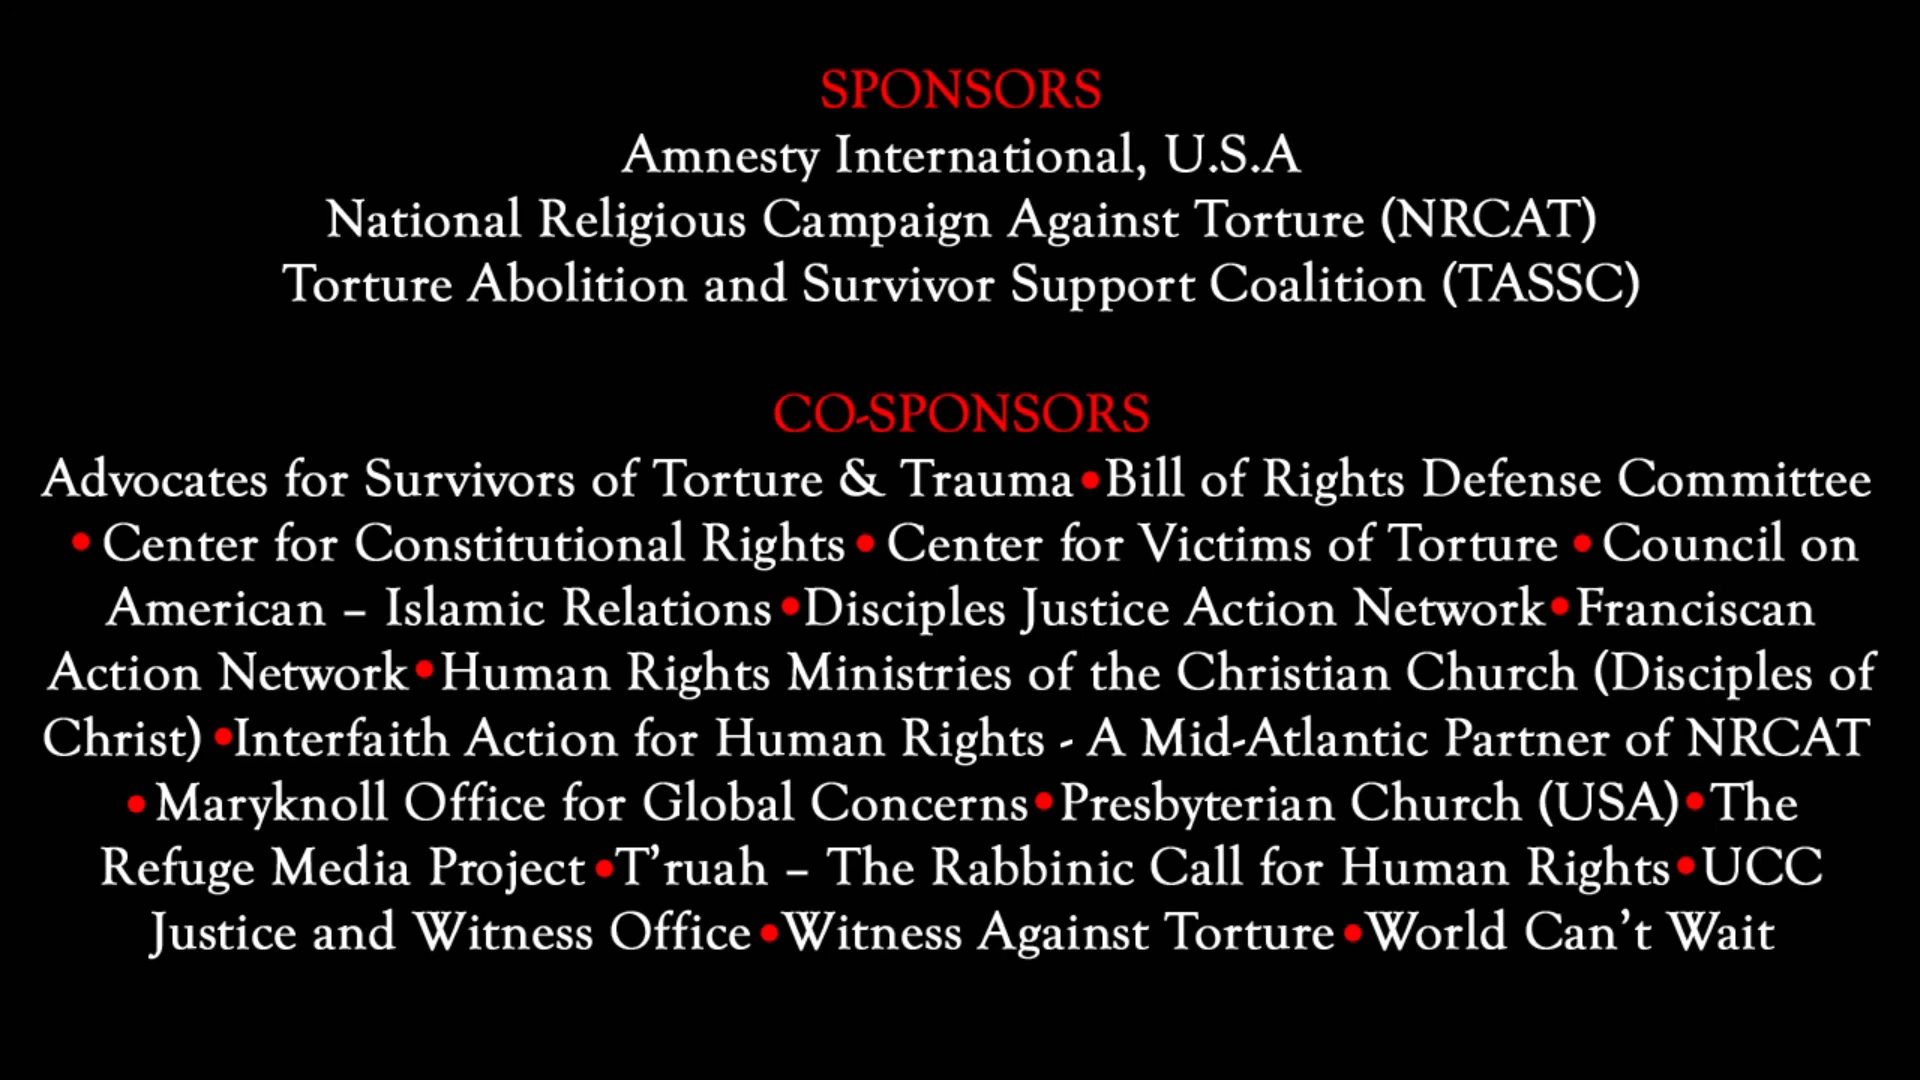 SPONSORS
Amnesty International, U.S.A
National Religious Campaign Against Torture (NRCAT)
Torture Abolition and Survivor Support Coalition (TASSC)
CO-SPONSORS
Advocates for Survivors of Torture & Trauma•Bill of Rights Defense Committee
• Center for Constitutional Rights • Center for Victims of Torture • Council on
American – Islamic Relations •Disciples Justice Action Network•Franciscan
Action Network•Human Rights Ministries of the Christian Church (Disciples of
Christ) •Interfaith Action for Human Rights - A Mid-Atlantic Partner of NRCAT
• Maryknoll Office for Global Concerns•Presbyterian Church (USA)•The
Refuge Media Project •T’ruah – The Rabbinic Call for Human Rights•UCC
Justice and Witness Office •Witness Against Torture •World Can’t Wait